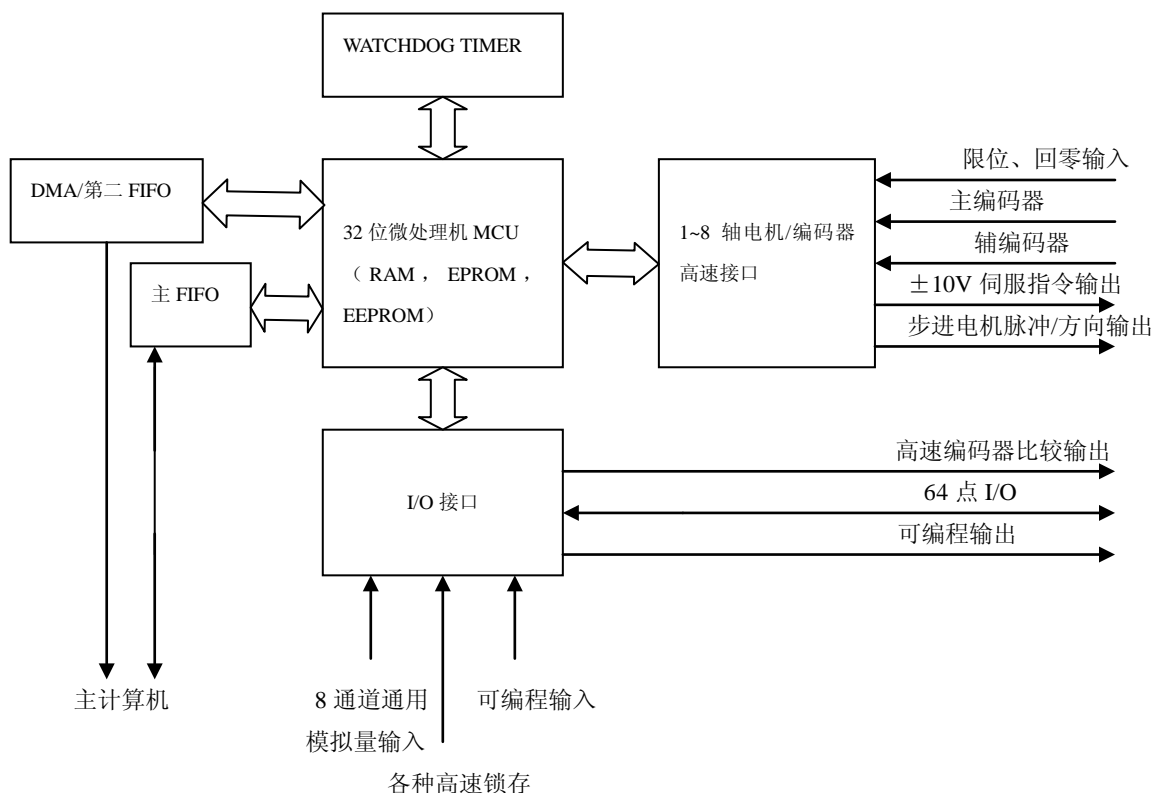 WATCHDOG TIMER
DMA/第二 FIFO
主 FIFO
32 位微处理机 MCU
（ RAM ， EPROM ，
EEPROM）
1~8 轴电机/编码器
高速接口
限位、回零输入
主编码器
辅编码器
±10V 伺服指令输出
步进电机脉冲/方向输出
I/O 接口
高速编码器比较输出
64 点 I/O
可编程输出
主计算机
8 通道通用
模拟量输入
可编程输入
各种高速锁存